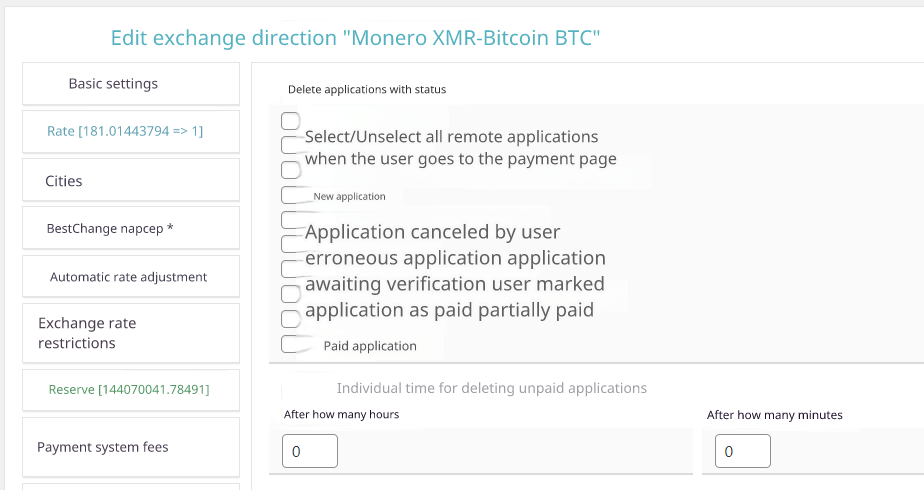 Edit exchange direction "Monero XMR-Bitcoin BTC"
Basic settings
Rate [181.01443794 => 1]
Cities
BestChange napcep *
Automatic rate adjustment
Exchange rate
restrictions
Reserve [144070041.78491]
Payment system fees
Delete applications with status
Select/Unselect all remote applications
when the user goes to the payment page
New application
Application canceled by user
erroneous application application
awaiting verification user marked
application as paid partially paid
Paid application
Individual time for deleting unpaid applications
After how many hours
0
After how many minutes
0